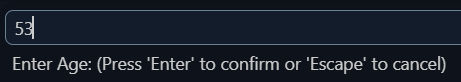 53
Enter Age: (Press 'Enter' to confirm or 'Escape' to cancel)